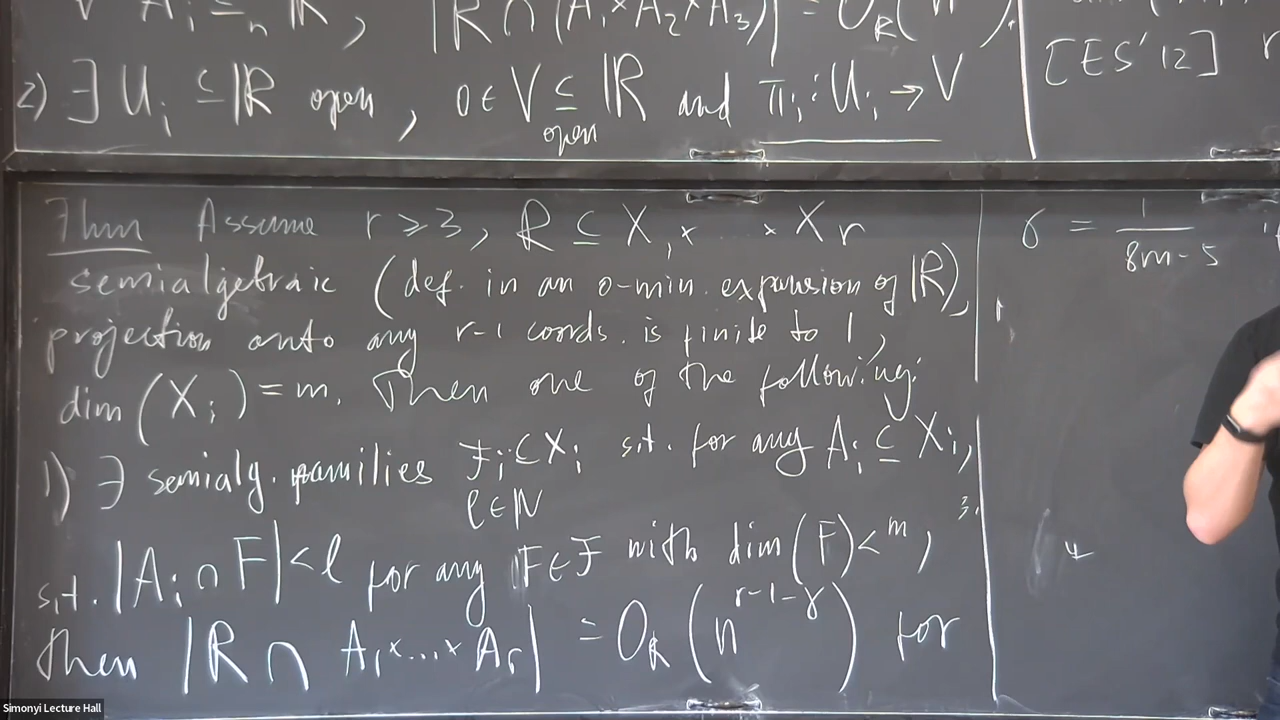 ∀ A_i ⊆_n ℝ, |R ∩ (A_1 × A_2 × A_3)| = O_R(n
2) ∃ U_i ⊆ ℝ open, 0 ∈ V ⊆ ℝ and π_i : U_i → V
open
[ES'12]
Thm Assume r ≥ 3, R ⊆ X_1 × ... × X_r
semialgebraic (def. in an o-min. expansion of ℝ),
projection onto any r-1 coords. is finite to 1,
dim(X_i) = m. Then one of the following:
1) ∃ semialg. families F_i ⊆ X_i s.t. for any A_i ⊆ X_i,
ℓ ∈ ℕ
s.t. |A_i ∩ F| < ℓ for any F ∈ F with dim(F) < m,
then |R ∩ A_1 × ... × A_r| = O_R(n^{r-1-γ}) for
γ = 1/(8m-5)
Simonyi Lecture Hall